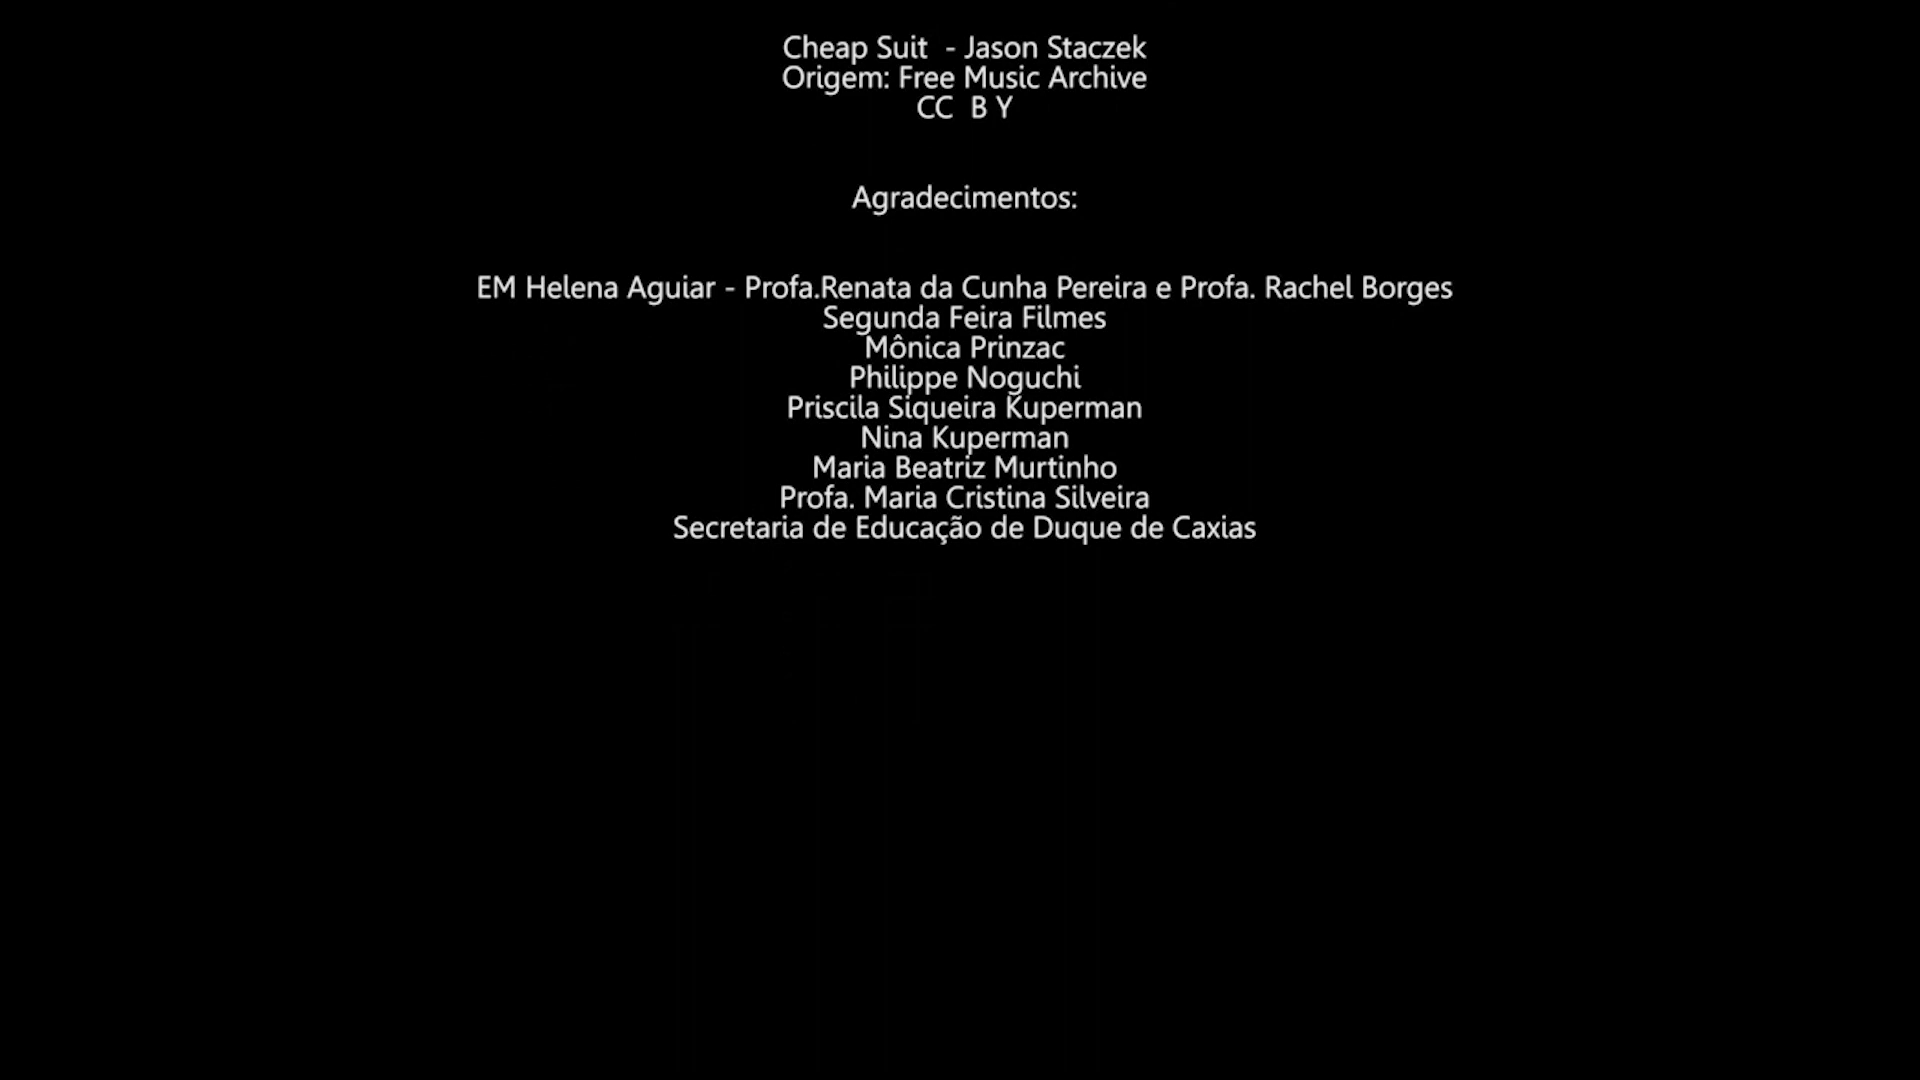 Cheap Suit  - Jason Staczek
Origem: Free Music Archive
CC  B Y
Agradecimentos:
EM Helena Aguiar - Profa.Renata da Cunha Pereira e Profa. Rachel Borges
Segunda Feira Filmes
Mônica Prinzac
Philippe Noguchi
Priscila Siqueira Kuperman
Nina Kuperman
Maria Beatriz Murtinho
Profa. Maria Cristina Silveira
Secretaria de Educação de Duque de Caxias